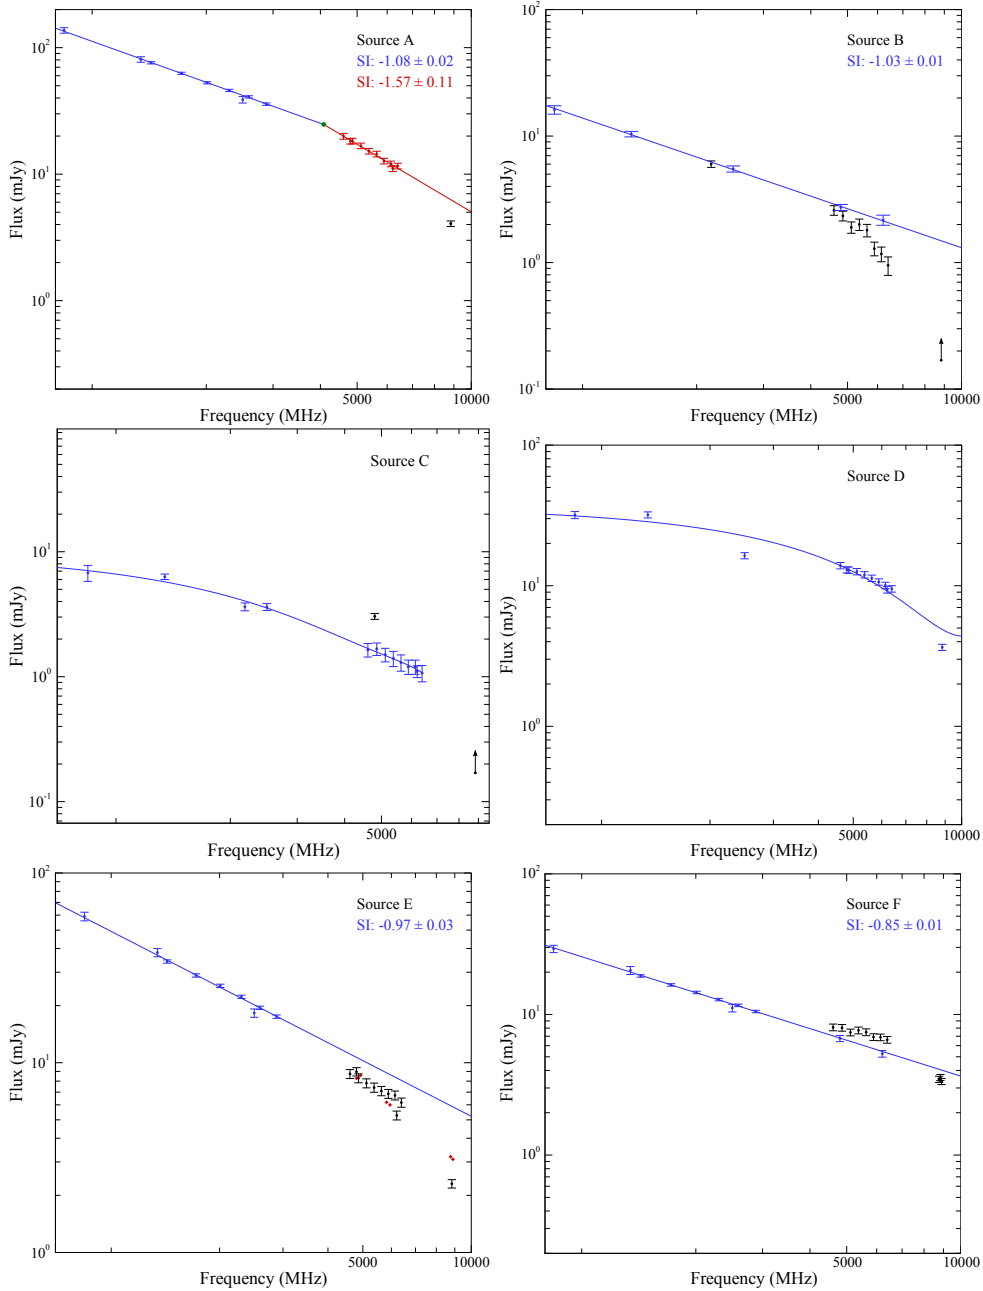 10^2
10^1
10^0
Flux (mJy)
Source A
SI: -1.08 ± 0.02
SI: -1.57 ± 0.11
5000
10000
Frequency (MHz)
10^2
10^1
10^0
10^-1
Flux (mJy)
Source B
SI: -1.03 ± 0.01
5000
10000
Frequency (MHz)
10^1
10^0
10^-1
Flux (mJy)
Source C
5000
Frequency (MHz)
10^2
10^1
10^0
Flux (mJy)
Source D
5000
10000
Frequency (MHz)
10^2
10^1
10^0
Flux (mJy)
Source E
SI: -0.97 ± 0.03
5000
10000
Frequency (MHz)
10^2
10^1
10^0
Flux (mJy)
Source F
SI: -0.85 ± 0.01
5000
10000
Frequency (MHz)